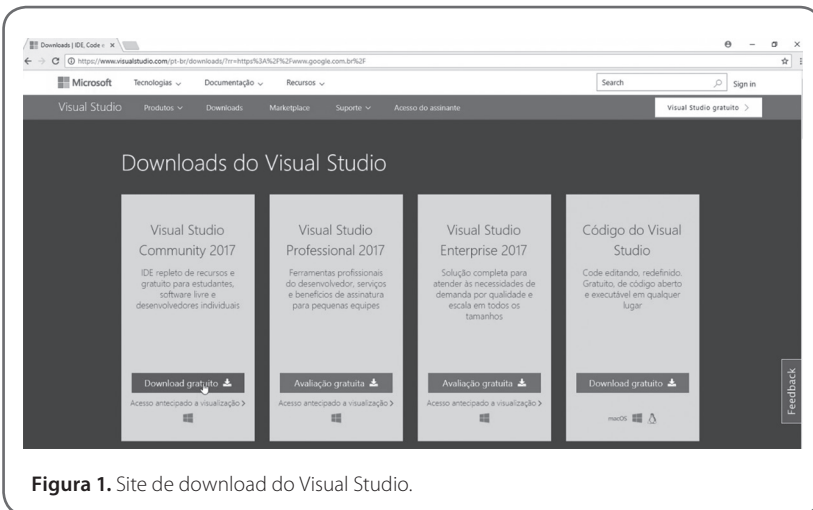 Downloads | IDE, Code e
https://www.visualstudio.com/pt-br/downloads/?rr=https%3A%2F%2Fwww.google.com.br%2F
Microsoft Tecnologias Documentação Recursos Search Sign in
Visual Studio Produtos Downloads Marketplace Suporte Acesso do assinante Visual Studio gratuito
Downloads do Visual Studio
Visual Studio
Community 2017
IDE repleto de recursos e
gratuito para estudantes,
software livre e
desenvolvedores individuais
Download gratuito
Acesso antecipado a visualização
Visual Studio
Professional 2017
Ferramentas profissionais
do desenvolvedor, serviços
e benefícios de assinatura
para pequenas equipes
Avaliação gratuita
Acesso antecipado a visualização
Visual Studio
Enterprise 2017
Solução completa para
atender às necessidades de
demanda por qualidade e
escala em todos os
tamanhos
Avaliação gratuita
Acesso antecipado a visualização
Código do Visual
Studio
Code editando, redefinido.
Gratuito, de código aberto
e executável em qualquer
lugar
Download gratuito
macOS
Feedback
Figura 1. Site de download do Visual Studio.